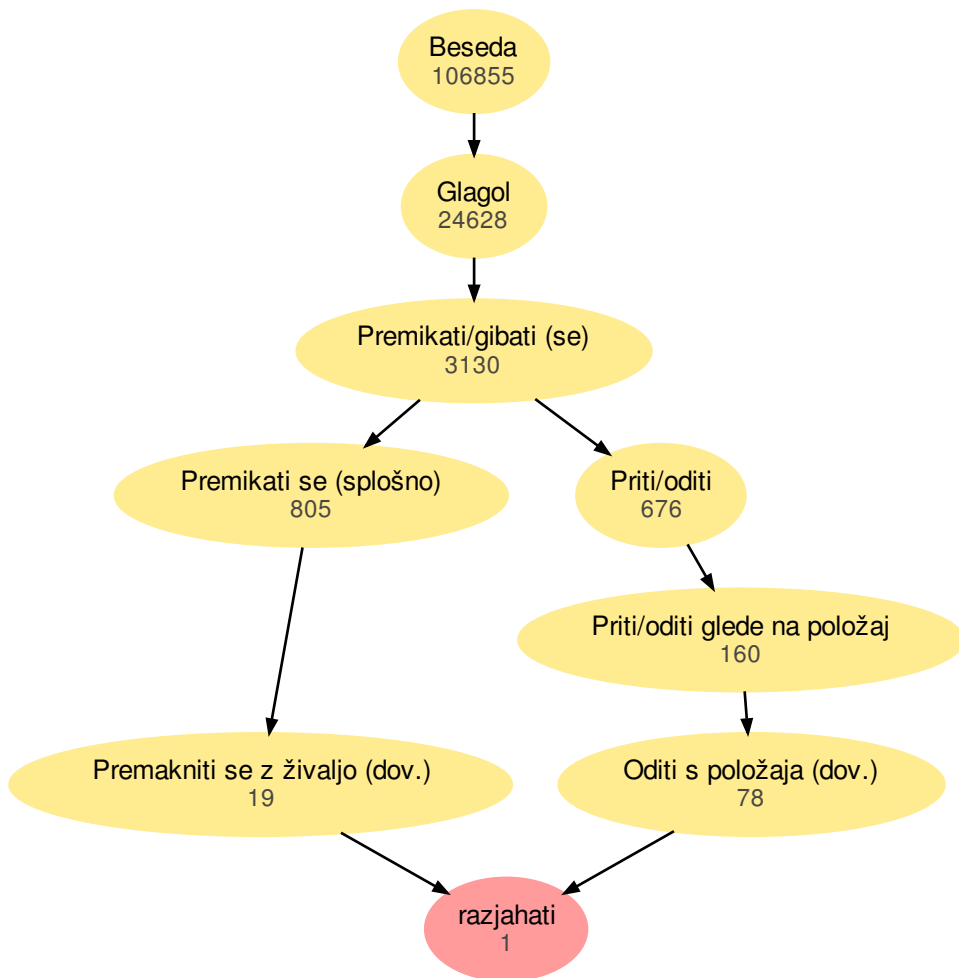 Beseda
106855
Glagol
24628
Premikati/gibati (se)
3130
Premikati se (splošno)
805
Priti/oditi
676
Priti/oditi glede na položaj
160
Premakniti se z živaljo (dov.)
19
Oditi s položaja (dov.)
78
razjahati
1